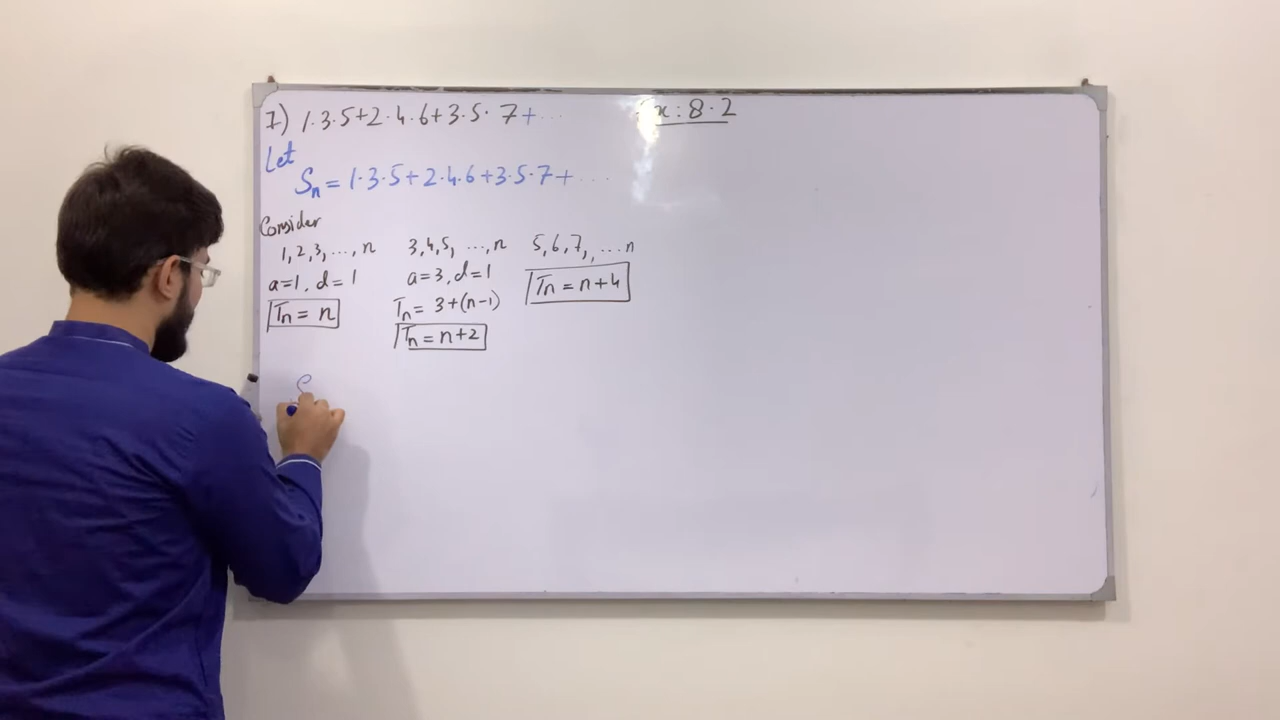 7) 1·3·5+2·4·6+3·5·7+... Ex:8·2
Let
Sn = 1·3·5+2·4·6+3·5·7+....
Consider
1,2,3,...,n 3,4,5, ...,n 5,6,7, ,...n
a=1, d=1 a=3, d=1 Tn = n+4
Tn = n Tn = 3+(n-1)
Tn = n+2
S